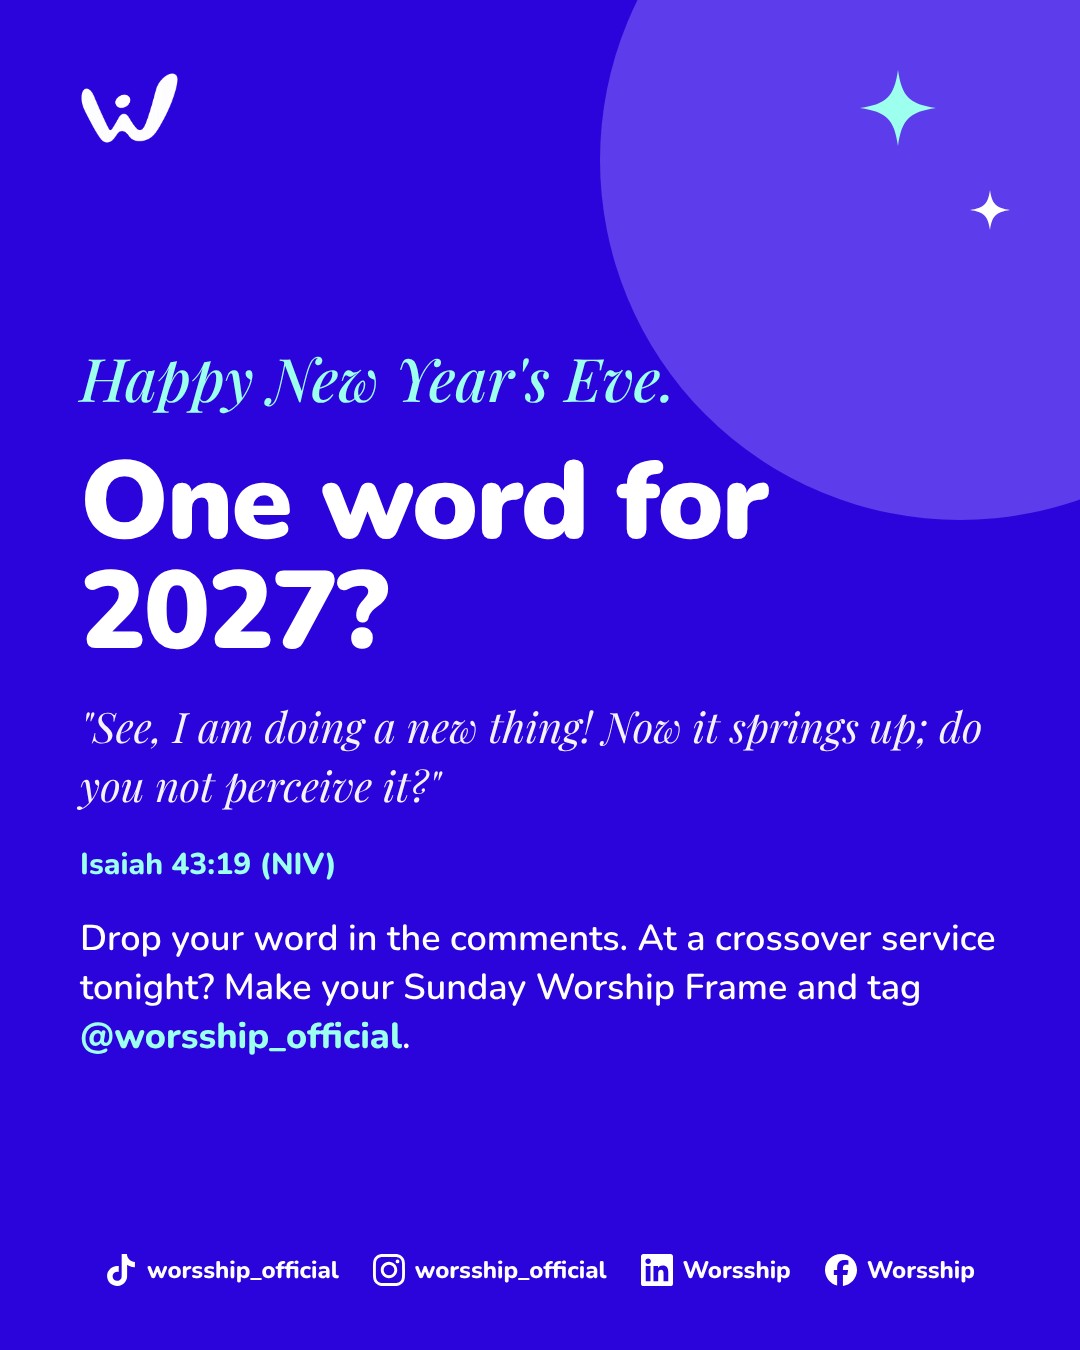 Happy New Year's Eve.
One word for
2027?
"See, I am doing a new thing! Now it springs up; do
you not perceive it?"
Isaiah 43:19 (NIV)
Drop your word in the comments. At a crossover service
tonight? Make your Sunday Worship Frame and tag
@worsship_official.
worsship_official worsship_official Worsship Worsship